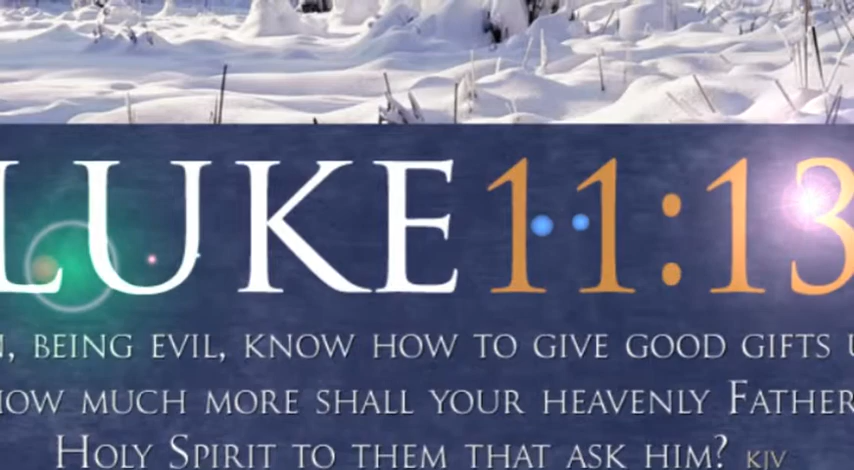 LUKE 11:13
, BEING EVIL, KNOW HOW TO GIVE GOOD GIFTS
HOW MUCH MORE SHALL YOUR HEAVENLY FATHER
HOLY SPIRIT TO THEM THAT ASK HIM? KJV